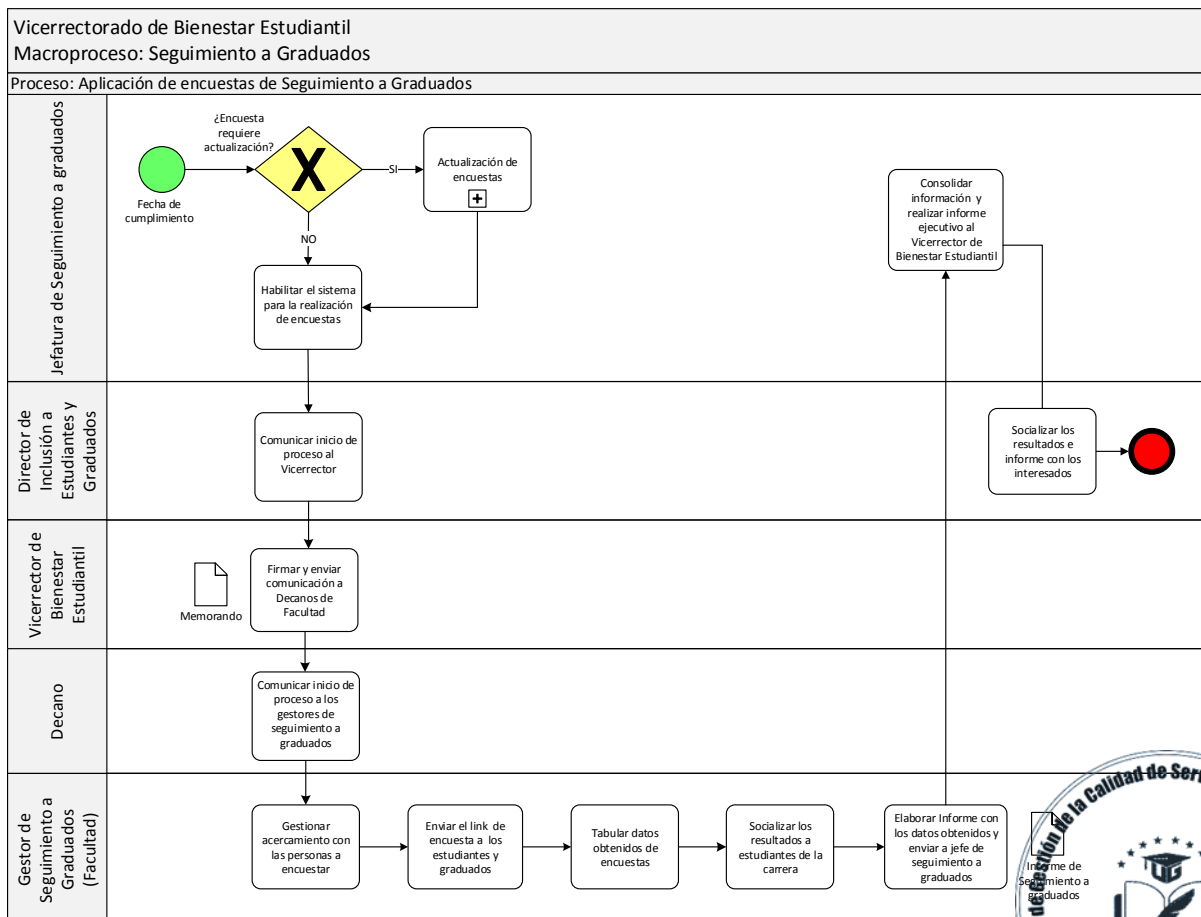 Vicerrectorado de Bienestar Estudiantil
Macroproceso: Seguimiento a Graduados
Proceso: Aplicación de encuestas de Seguimiento a Graduados
Jefatura de Seguimiento a graduados
Fecha de
cumplimiento
¿Encuesta
requiere
actualización?
X
SI
NO
Actualización de
encuestas
Habilitar el sistema
para la realización
de encuestas
Consolidar
información y
realizar informe
ejecutivo al
Vicerrector de
Bienestar Estudiantil
Director de
Inclusión a
Estudiantes y
Graduados
Comunicar inicio de
proceso al
Vicerrector
Socializar los
resultados e
informe con los
interesados
Vicerrector de
Bienestar
Estudiantil
Memorando
Firmar y enviar
comunicación a
Decanos de
Facultad
Decano
Comunicar inicio de
proceso a los
gestores de
seguimiento a
graduados
Gestor de
Seguimiento a
Graduados
(Facultad)
Gestionar
acercamiento con
las personas a
encuestar
Enviar el link de
encuesta a los
estudiantes y
graduados
Tabular datos
obtenidos de
encuestas
Socializar los
resultados a
estudiantes de la
carrera
Elaborar Informe con
los datos obtenidos y
enviar a jefe de
seguimiento a
graduados
Informe de
Seguimiento a
graduados
de Gestión de la Calidad de Ser
UG